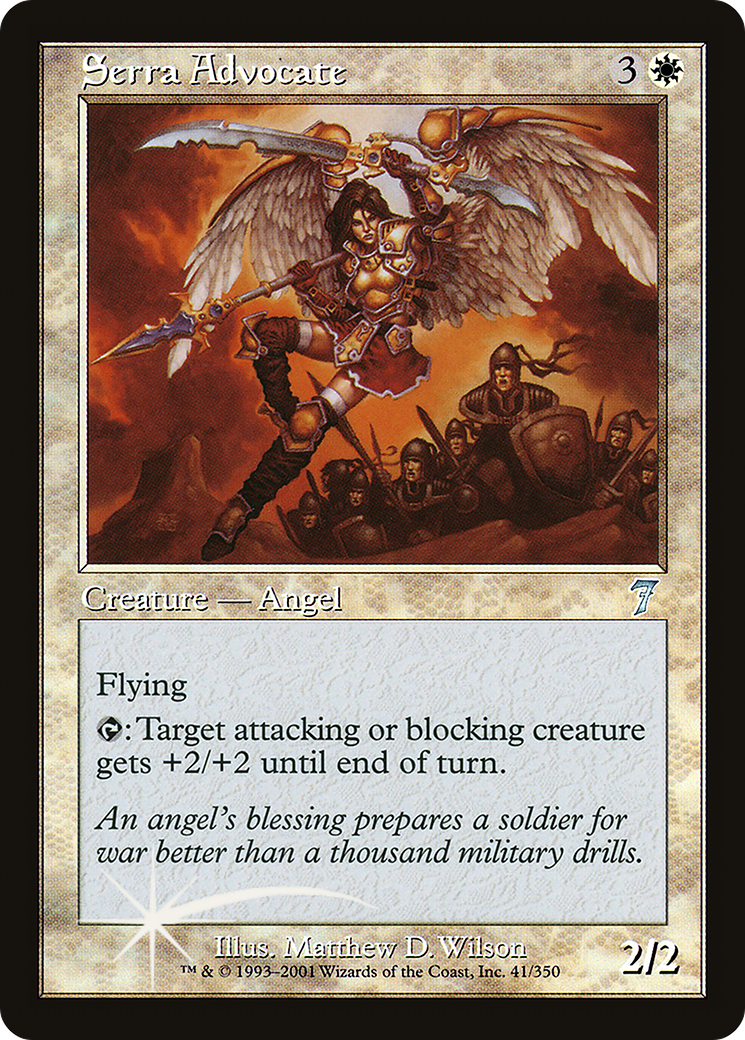 Serra Advocate 3
Creature — Angel 7
Flying
: Target attacking or blocking creature
gets +2/+2 until end of turn.
An angel's blessing prepares a soldier for
war better than a thousand military drills.
Illus. Matthew D. Wilson
2/2
™ & © 1993–2001 Wizards of the Coast, Inc. 41/350